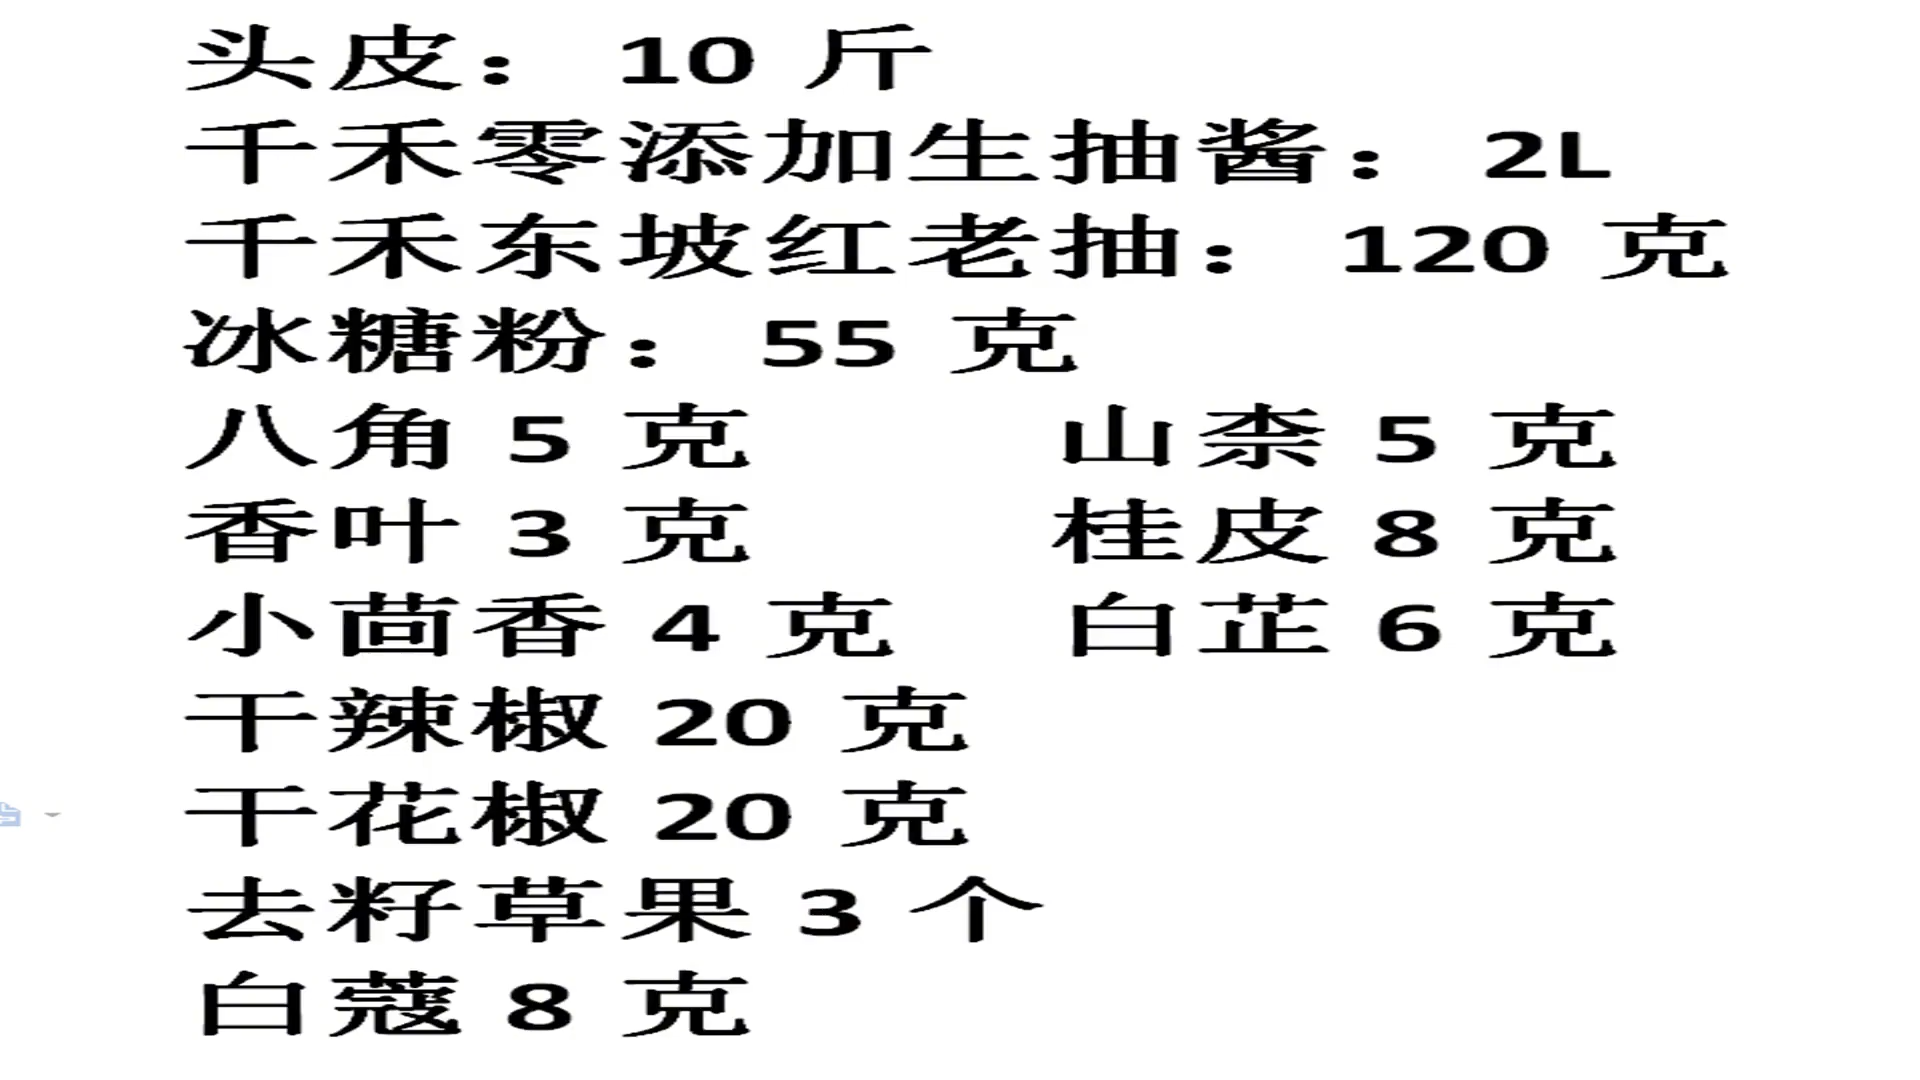 头皮： 10 斤
千禾零添加生抽酱： 2L
千禾东坡红老抽： 120 克
冰糖粉： 55 克
八角 5 克 山柰 5 克
香叶 3 克 桂皮 8 克
小茴香 4 克 白芷 6 克
干辣椒 20 克
干花椒 20 克
去籽草果 3 个
白蔻 8 克